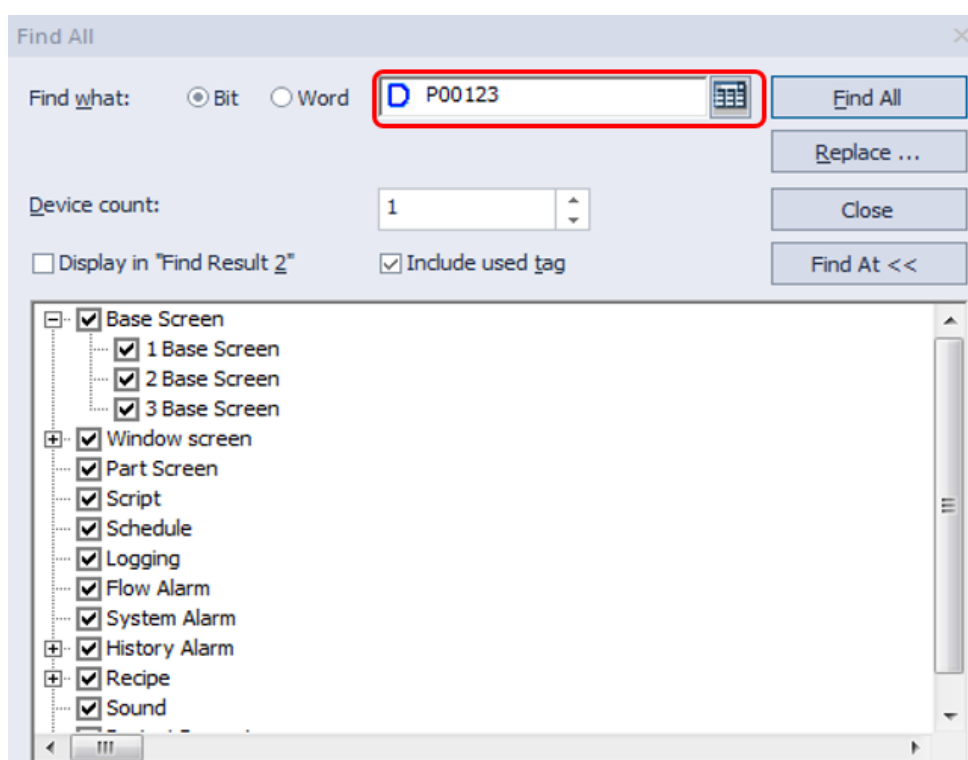 Find All
Find what: Bit Word D P00123 Find All
Replace ...
Device count: 1 Close
Display in "Find Result 2" Include used tag Find At <<
Base Screen
1 Base Screen
2 Base Screen
3 Base Screen
Window screen
Part Screen
Script
Schedule
Logging
Flow Alarm
System Alarm
History Alarm
Recipe
Sound